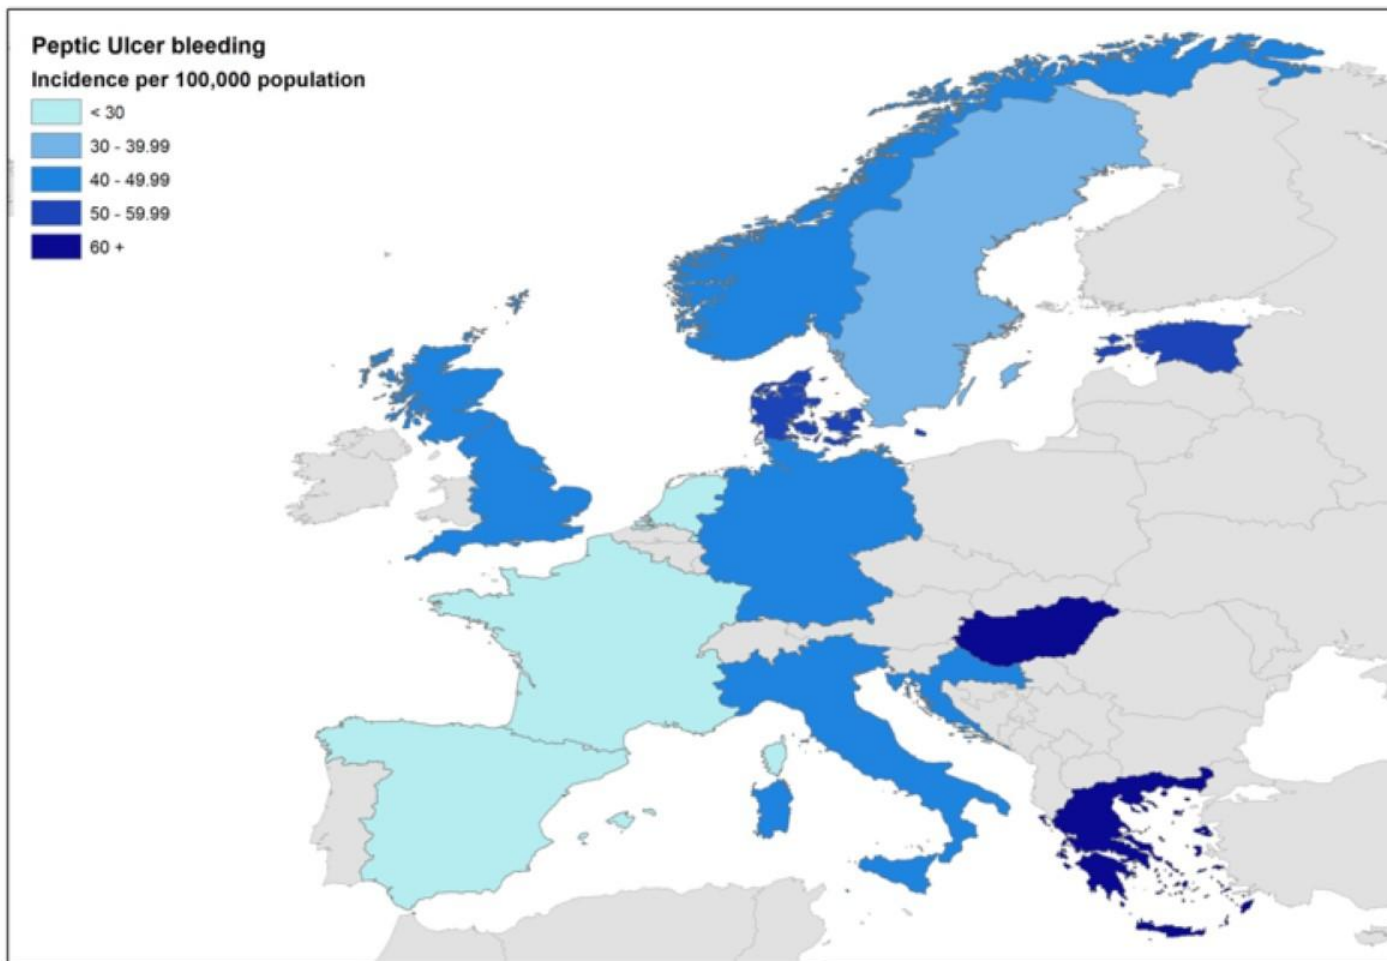 Peptic Ulcer bleeding
Incidence per 100,000 population
< 30
30 - 39.99
40 - 49.99
50 - 59.99
60 +